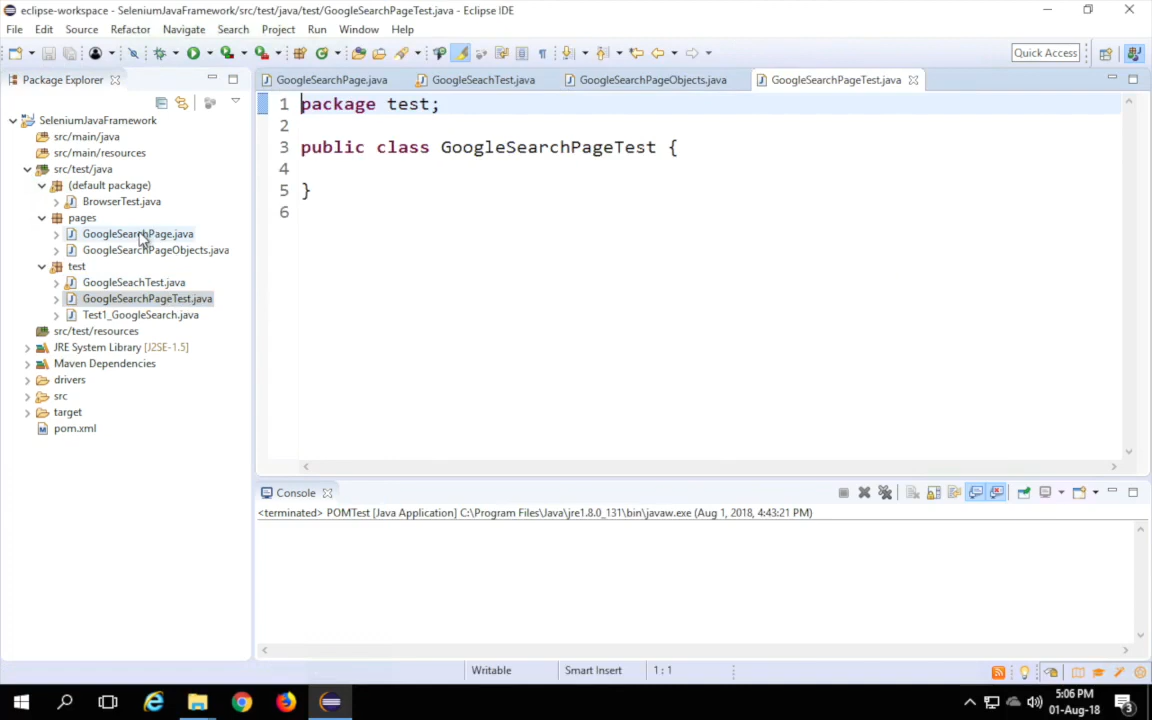 eclipse-workspace - SeleniumJavaFramework/src/test/java/test/GoogleSearchPageTest.java - Eclipse IDE
File Edit Source Refactor Navigate Search Project Run Window Help
Quick Access
Package Explorer
GoogleSearchPage.java GoogleSeachTest.java GoogleSearchPageObjects.java GoogleSearchPageTest.java
SeleniumJavaFramework
src/main/java
src/main/resources
src/test/java
(default package)
BrowserTest.java
pages
GoogleSearchPage.java
GoogleSearchPageObjects.java
test
GoogleSeachTest.java
GoogleSearchPageTest.java
Test1_GoogleSearch.java
src/test/resources
JRE System Library [J2SE-1.5]
Maven Dependencies
drivers
src
target
pom.xml
1 package test;
2
3 public class GoogleSearchPageTest {
4
5 }
6
Console
<terminated> POMTest [Java Application] C:\Program Files\Java\jre1.8.0_131\bin\javaw.exe (Aug 1, 2018, 4:43:21 PM)
Writable Smart Insert 1 : 1
5:06 PM
01-Aug-18
3